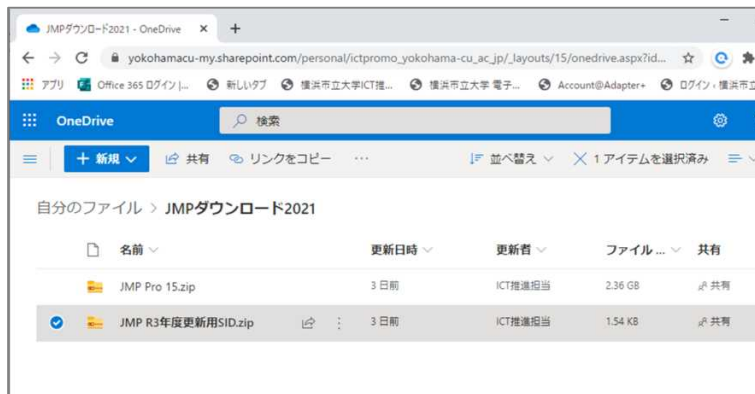 JMPダウンロード2021 - OneDrive
yokohamacu-my.sharepoint.com/personal/ictpromo_yokohama-cu_ac_jp/_layouts/15/onedrive.aspx?id...
アプリ Office 365 ログイン |... 新しいタブ 横浜市立大学ICT推... 横浜市立大学 電子... Account@Adapter+ ログイン - 横浜市立
OneDrive 検索
+ 新規 共有 リンクをコピー ... 並べ替え 1 アイテムを選択済み
自分のファイル > JMPダウンロード2021
名前 更新日時 更新者 ファイル ... 共有
JMP Pro 15.zip 3 日前 ICT推進担当 2.36 GB 共有
JMP R3年度更新用SID.zip 3 日前 ICT推進担当 1.54 KB 共有